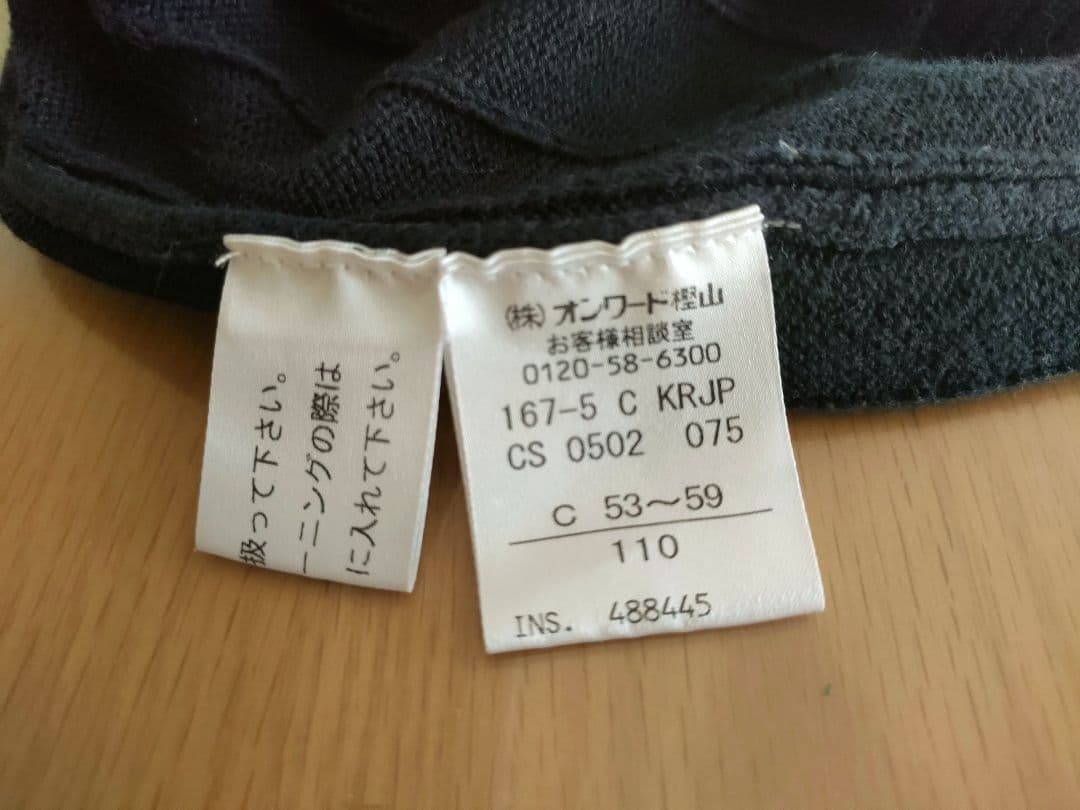 扱って下さい。
ーニングの際は
に入れて下さい。
㈱オンワード樫山
お客様相談室
0120-58-6300
167-5 C KRJP
CS 0502 075
C 53～59
110
INS. 488445